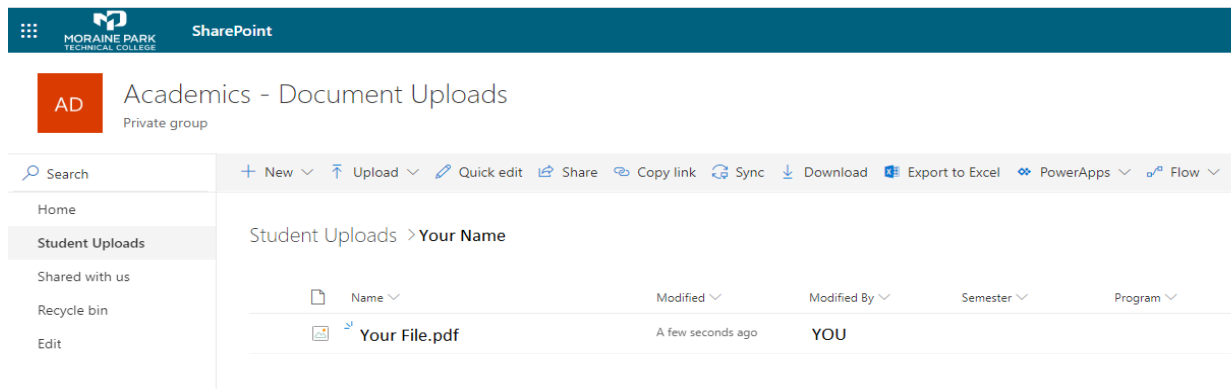 MORAINE PARK
TECHNICAL COLLEGE
SharePoint
AD
Academics - Document Uploads
Private group
Search
New Upload Quick edit Share Copy link Sync Download Export to Excel PowerApps Flow
Home
Student Uploads
Shared with us
Recycle bin
Edit
Student Uploads > Your Name
Name Modified Modified By Semester Program
Your File.pdf A few seconds ago YOU